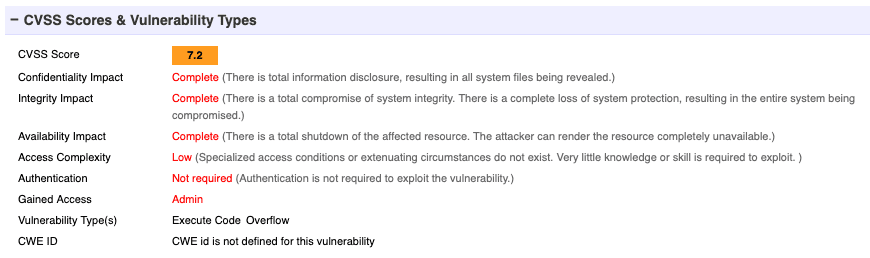 − CVSS Scores & Vulnerability Types
CVSS Score 7.2
Confidentiality Impact Complete (There is total information disclosure, resulting in all system files being revealed.)
Integrity Impact Complete (There is a total compromise of system integrity. There is a complete loss of system protection, resulting in the entire system being
compromised.)
Availability Impact Complete (There is a total shutdown of the affected resource. The attacker can render the resource completely unavailable.)
Access Complexity Low (Specialized access conditions or extenuating circumstances do not exist. Very little knowledge or skill is required to exploit. )
Authentication Not required (Authentication is not required to exploit the vulnerability.)
Gained Access Admin
Vulnerability Type(s) Execute Code Overflow
CWE ID CWE id is not defined for this vulnerability